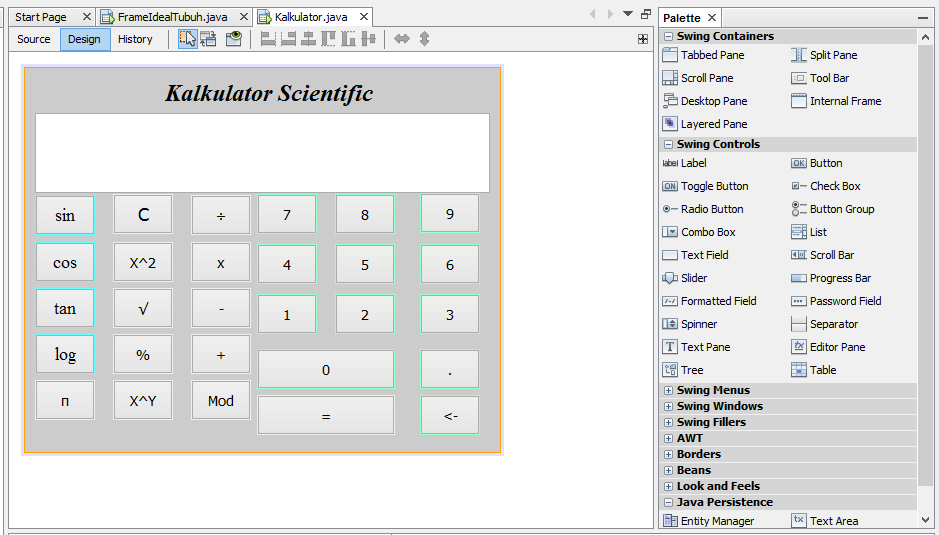 Start Page FrameIdealTubuh.java Kalkulator.java
Source Design History
Kalkulator Scientific
sin C ÷ 7 8 9
cos X^2 x 4 5 6
tan √ - 1 2 3
log % + 0 .
п X^Y Mod = <-
Palette
Swing Containers
Tabbed Pane Split Pane
Scroll Pane Tool Bar
Desktop Pane Internal Frame
Layered Pane
Swing Controls
label Label OK Button
ON Toggle Button Check Box
Radio Button Button Group
Combo Box List
Text Field Scroll Bar
Slider Progress Bar
Formatted Field Password Field
Spinner Separator
T Text Pane Editor Pane
Tree Table
Swing Menus
Swing Windows
Swing Fillers
AWT
Borders
Beans
Look and Feels
Java Persistence
Entity Manager tx Text Area